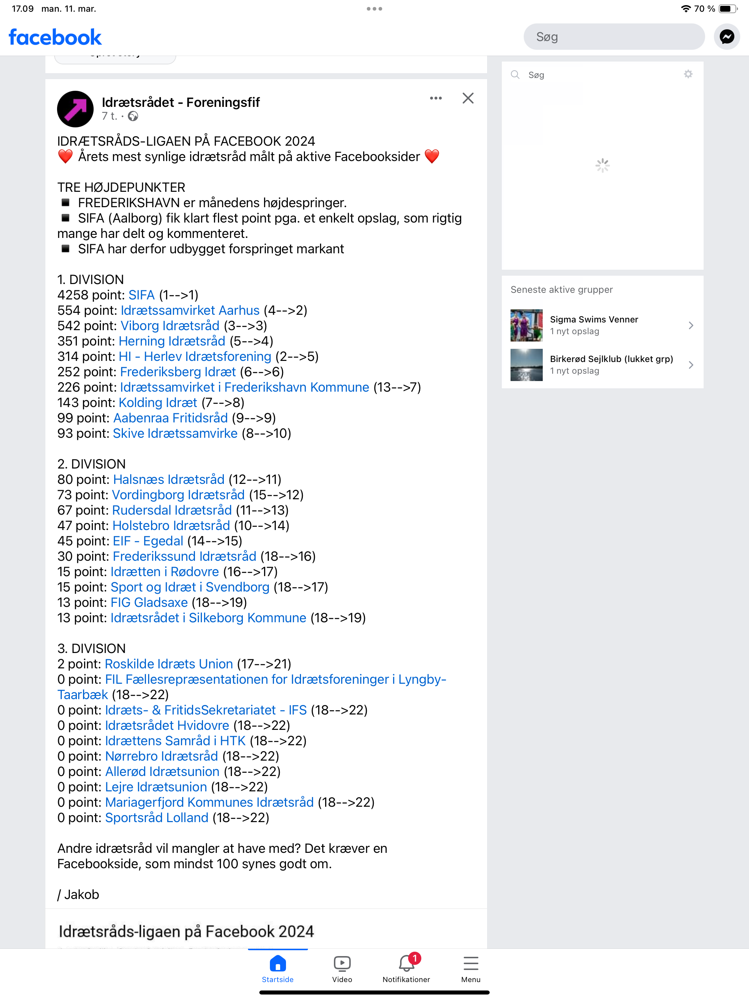 17.09 man. 11. mar.
70 %
facebook
Søg
Søg
Idrætsrådet - Foreningsfif
7 t. ·
IDRÆTSRÅDS-LIGAEN PÅ FACEBOOK 2024
❤️ Årets mest synlige idrætsråd målt på aktive Facebooksider ❤️
TRE HØJDEPUNKTER
▪️ FREDERIKSHAVN er månedens højdespringer.
▪️ SIFA (Aalborg) fik klart flest point pga. et enkelt opslag, som rigtig
mange har delt og kommenteret.
▪️ SIFA har derfor udbygget forspringet markant
1. DIVISION
4258 point: SIFA (1-->1)
554 point: Idrætssamvirket Aarhus (4-->2)
542 point: Viborg Idrætsråd (3-->3)
351 point: Herning Idrætsråd (5-->4)
314 point: HI - Herlev Idrætsforening (2-->5)
252 point: Frederiksberg Idræt (6-->6)
226 point: Idrætssamvirket i Frederikshavn Kommune (13-->7)
143 point: Kolding Idræt (7-->8)
99 point: Aabenraa Fritidsråd (9-->9)
93 point: Skive Idrætssamvirke (8-->10)
2. DIVISION
80 point: Halsnæs Idrætsråd (12-->11)
73 point: Vordingborg Idrætsråd (15-->12)
67 point: Rudersdal Idrætsråd (11-->13)
47 point: Holstebro Idrætsråd (10-->14)
45 point: EIF - Egedal (14-->15)
30 point: Frederikssund Idrætsråd (18-->16)
15 point: Idrætten i Rødovre (16-->17)
15 point: Sport og Idræt i Svendborg (18-->17)
13 point: FIG Gladsaxe (18-->19)
13 point: Idrætsrådet i Silkeborg Kommune (18-->19)
3. DIVISION
2 point: Roskilde Idræts Union (17-->21)
0 point: FIL Fællesrepræsentationen for Idrætsforeninger i Lyngby-
Taarbæk (18-->22)
0 point: Idræts- & FritidsSekretariatet - IFS (18-->22)
0 point: Idrætsrådet Hvidovre (18-->22)
0 point: Idrættens Samråd i HTK (18-->22)
0 point: Nørrebro Idrætsråd (18-->22)
0 point: Allerød Idrætsunion (18-->22)
0 point: Lejre Idrætsunion (18-->22)
0 point: Mariagerfjord Kommunes Idrætsråd (18-->22)
0 point: Sportsråd Lolland (18-->22)
Andre idrætsråd vil mangler at have med? Det kræver en
Facebookside, som mindst 100 synes godt om.
/ Jakob
Idrætsråds-ligaen på Facebook 2024
Seneste aktive grupper
Sigma Swims Venner
1 nyt opslag
Birkerød Sejlklub (lukket grp)
1 nyt opslag
1
Startside
Video
Notifikationer
Menu